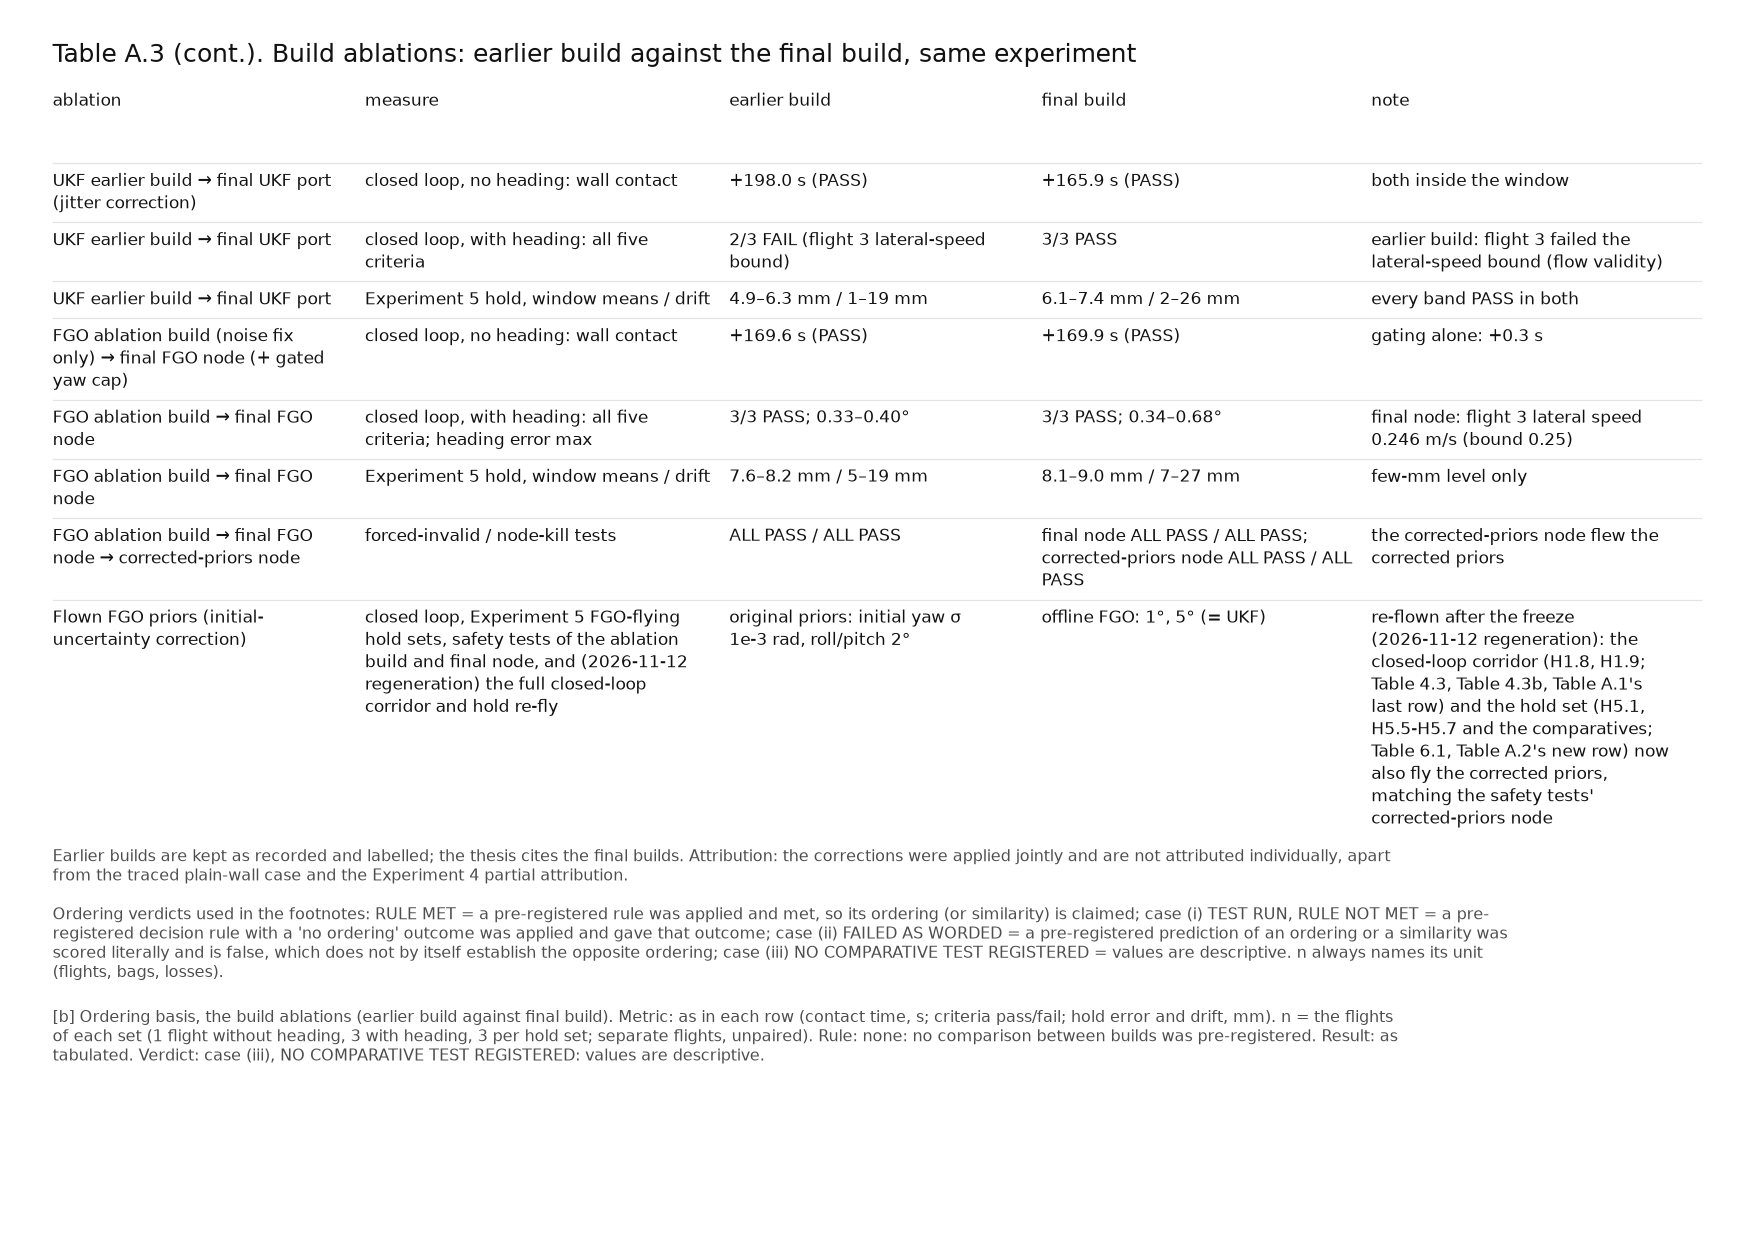 Table A.3 (cont.). Build ablations: earlier build against the final build, same experiment
ablation measure earlier build final build note
UKF earlier build → final UKF port closed loop, no heading: wall contact +198.0 s (PASS) +165.9 s (PASS) both inside the window
(jitter correction)
UKF earlier build → final UKF port closed loop, with heading: all five 2/3 FAIL (flight 3 lateral-speed 3/3 PASS earlier build: flight 3 failed the
criteria bound) lateral-speed bound (flow validity)
UKF earlier build → final UKF port Experiment 5 hold, window means / drift 4.9–6.3 mm / 1–19 mm 6.1–7.4 mm / 2–26 mm every band PASS in both
FGO ablation build (noise fix closed loop, no heading: wall contact +169.6 s (PASS) +169.9 s (PASS) gating alone: +0.3 s
only) → final FGO node (+ gated
yaw cap)
FGO ablation build → final FGO closed loop, with heading: all five 3/3 PASS; 0.33–0.40° 3/3 PASS; 0.34–0.68° final node: flight 3 lateral speed
node criteria; heading error max 0.246 m/s (bound 0.25)
FGO ablation build → final FGO Experiment 5 hold, window means / drift 7.6–8.2 mm / 5–19 mm 8.1–9.0 mm / 7–27 mm few-mm level only
node
FGO ablation build → final FGO forced-invalid / node-kill tests ALL PASS / ALL PASS final node ALL PASS / ALL PASS; the corrected-priors node flew the
node → corrected-priors node corrected-priors node ALL PASS / ALL corrected priors
PASS
Flown FGO priors (initial- closed loop, Experiment 5 FGO-flying original priors: initial yaw σ offline FGO: 1°, 5° (= UKF) re-flown after the freeze
uncertainty correction) hold sets, safety tests of the ablation 1e-3 rad, roll/pitch 2° (2026-11-12 regeneration): the
build and final node, and (2026-11-12 closed-loop corridor (H1.8, H1.9;
regeneration) the full closed-loop Table 4.3, Table 4.3b, Table A.1's
corridor and hold re-fly last row) and the hold set (H5.1,
H5.5-H5.7 and the comparatives;
Table 6.1, Table A.2's new row) now
also fly the corrected priors,
matching the safety tests'
corrected-priors node
Earlier builds are kept as recorded and labelled; the thesis cites the final builds. Attribution: the corrections were applied jointly and are not attributed individually, apart
from the traced plain-wall case and the Experiment 4 partial attribution.
Ordering verdicts used in the footnotes: RULE MET = a pre-registered rule was applied and met, so its ordering (or similarity) is claimed; case (i) TEST RUN, RULE NOT MET = a pre-
registered decision rule with a 'no ordering' outcome was applied and gave that outcome; case (ii) FAILED AS WORDED = a pre-registered prediction of an ordering or a similarity was
scored literally and is false, which does not by itself establish the opposite ordering; case (iii) NO COMPARATIVE TEST REGISTERED = values are descriptive. n always names its unit
(flights, bags, losses).
[b] Ordering basis, the build ablations (earlier build against final build). Metric: as in each row (contact time, s; criteria pass/fail; hold error and drift, mm). n = the flights
of each set (1 flight without heading, 3 with heading, 3 per hold set; separate flights, unpaired). Rule: none: no comparison between builds was pre-registered. Result: as
tabulated. Verdict: case (iii), NO COMPARATIVE TEST REGISTERED: values are descriptive.